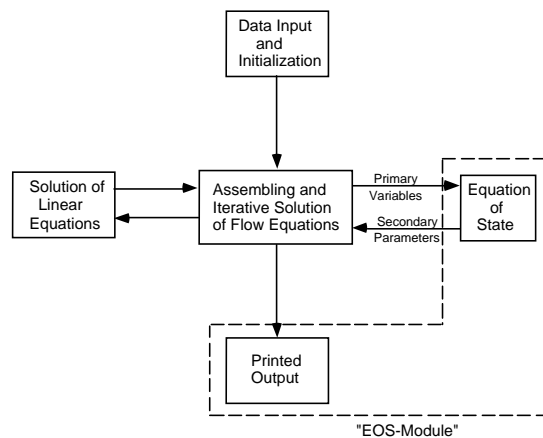 Data Input
and
Initialization
Solution of
Linear
Equations
Assembling and
Iterative Solution
of Flow Equations
Primary
Variables
Secondary
Parameters
Equation
of
State
Printed
Output
"EOS-Module"